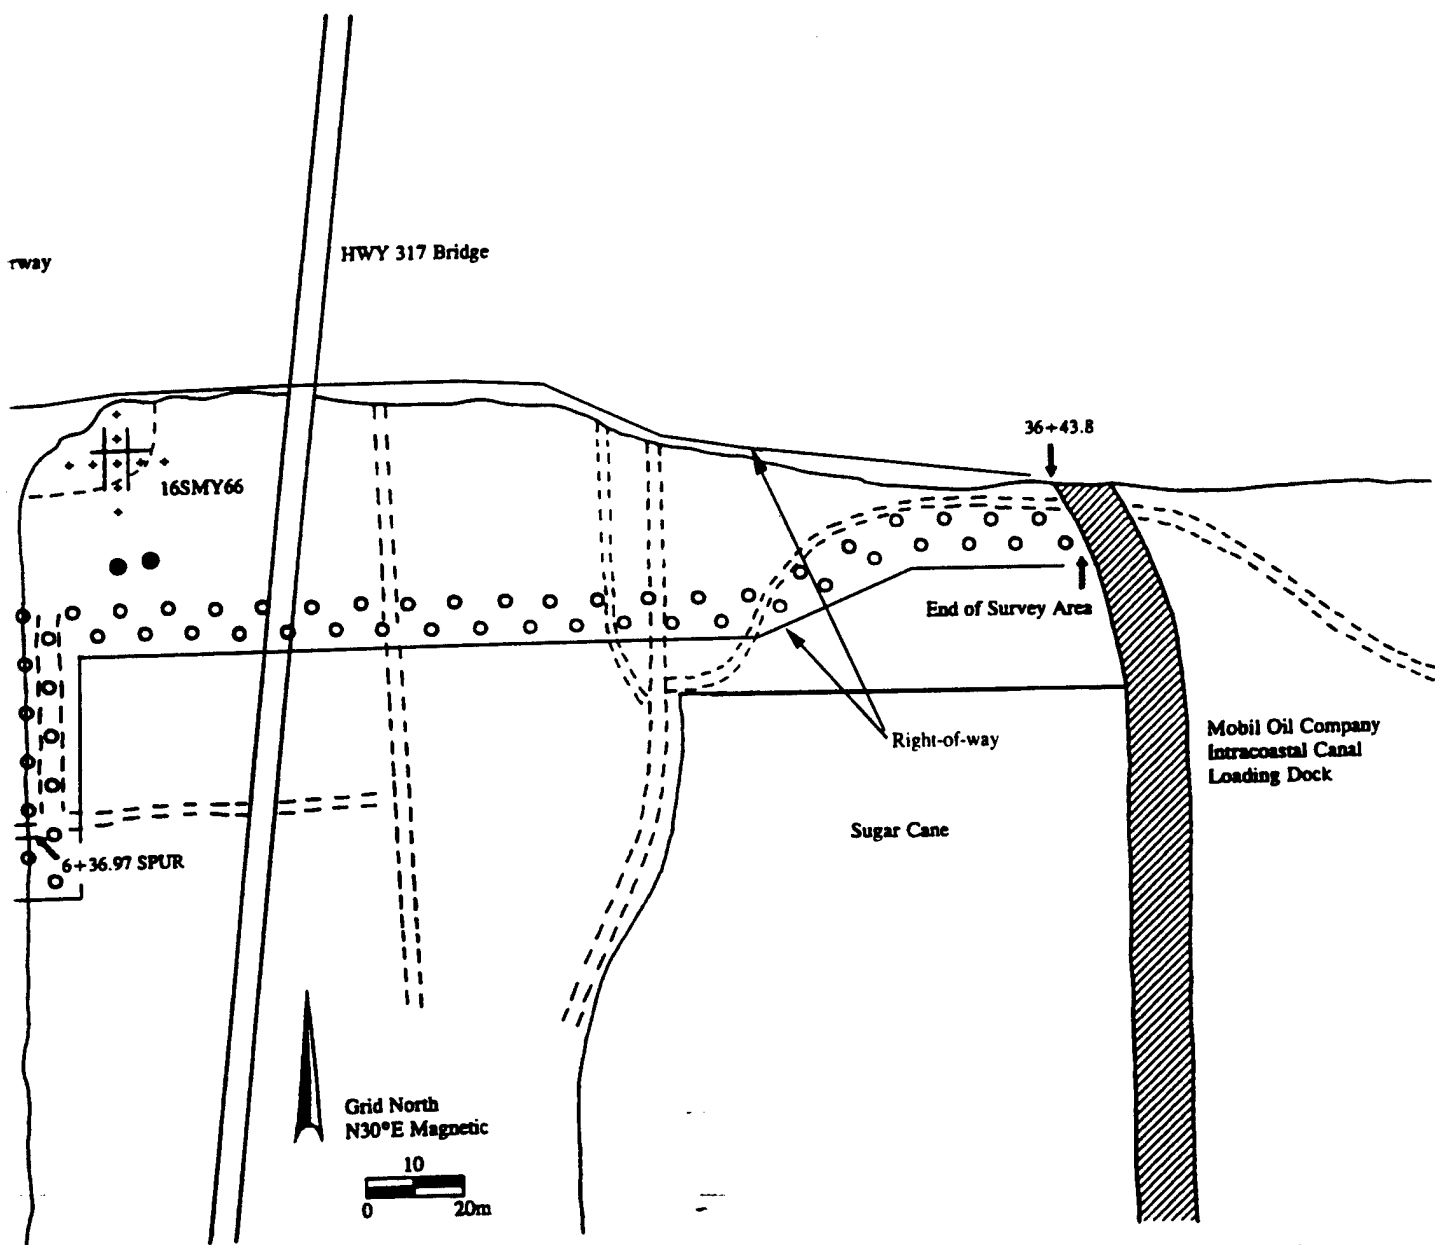 HWY 317 Bridge
36+43.8
16SMY66
End of Survey Area
Right-of-way
Mobil Oil Company
Intracoastal Canal
Loading Dock
Sugar Cane
6+36.97 SPUR
Grid North
N30°E Magnetic
10
0 20m